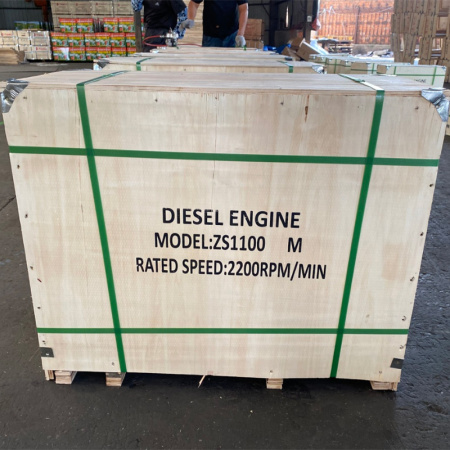 DIESEL ENGINE
MODEL:ZS1100 M
RATED SPEED:2200RPM/MIN